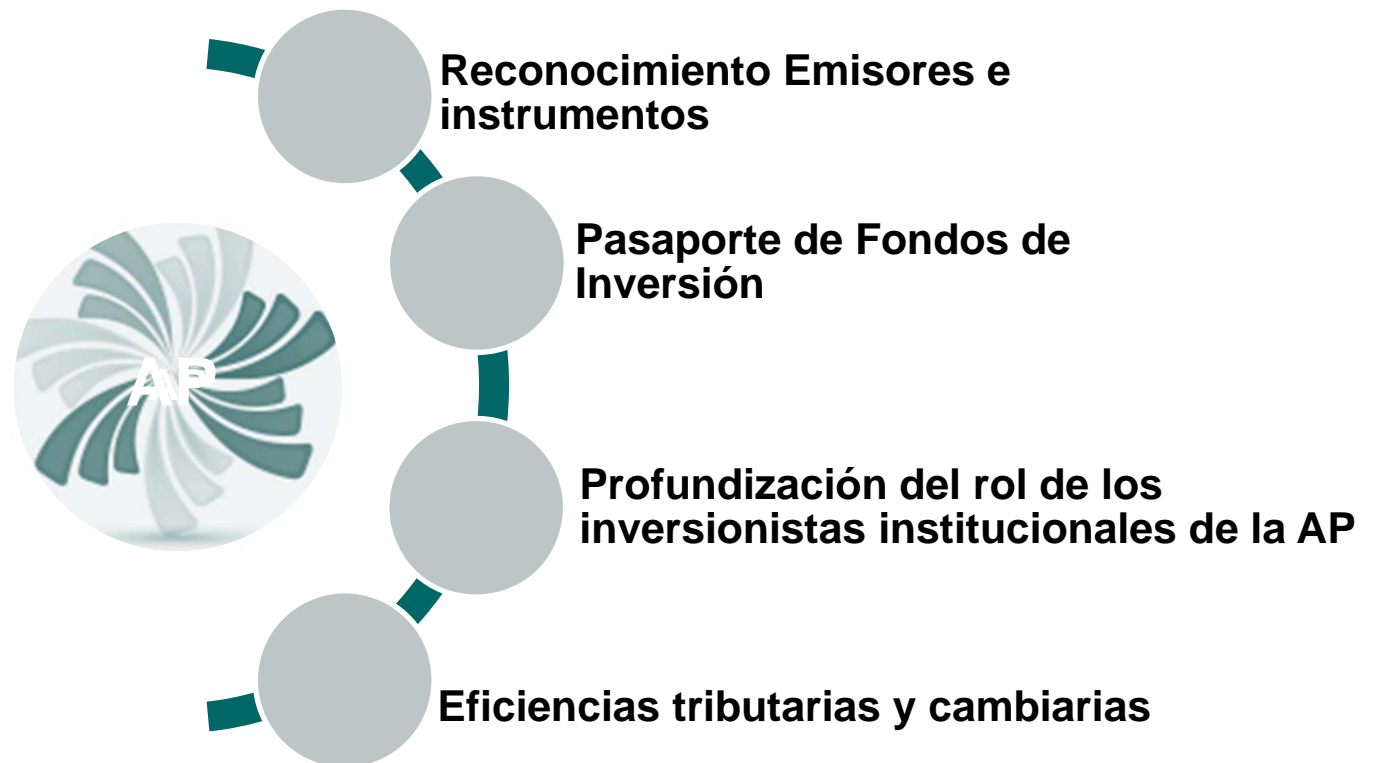 Reconocimiento Emisores e
instrumentos
Pasaporte de Fondos de
Inversión
AP
Profundización del rol de los
inversionistas institucionales de la AP
Eficiencias tributarias y cambiarias